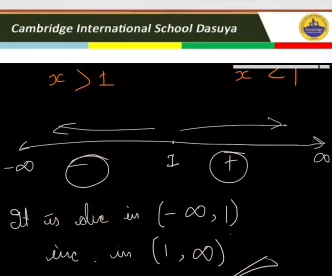 Cambridge International School Dasuya
x > 1 x < 1
-∞ - 1 + ∞
It is dec in (-∞, 1)
inc. in (1, ∞)